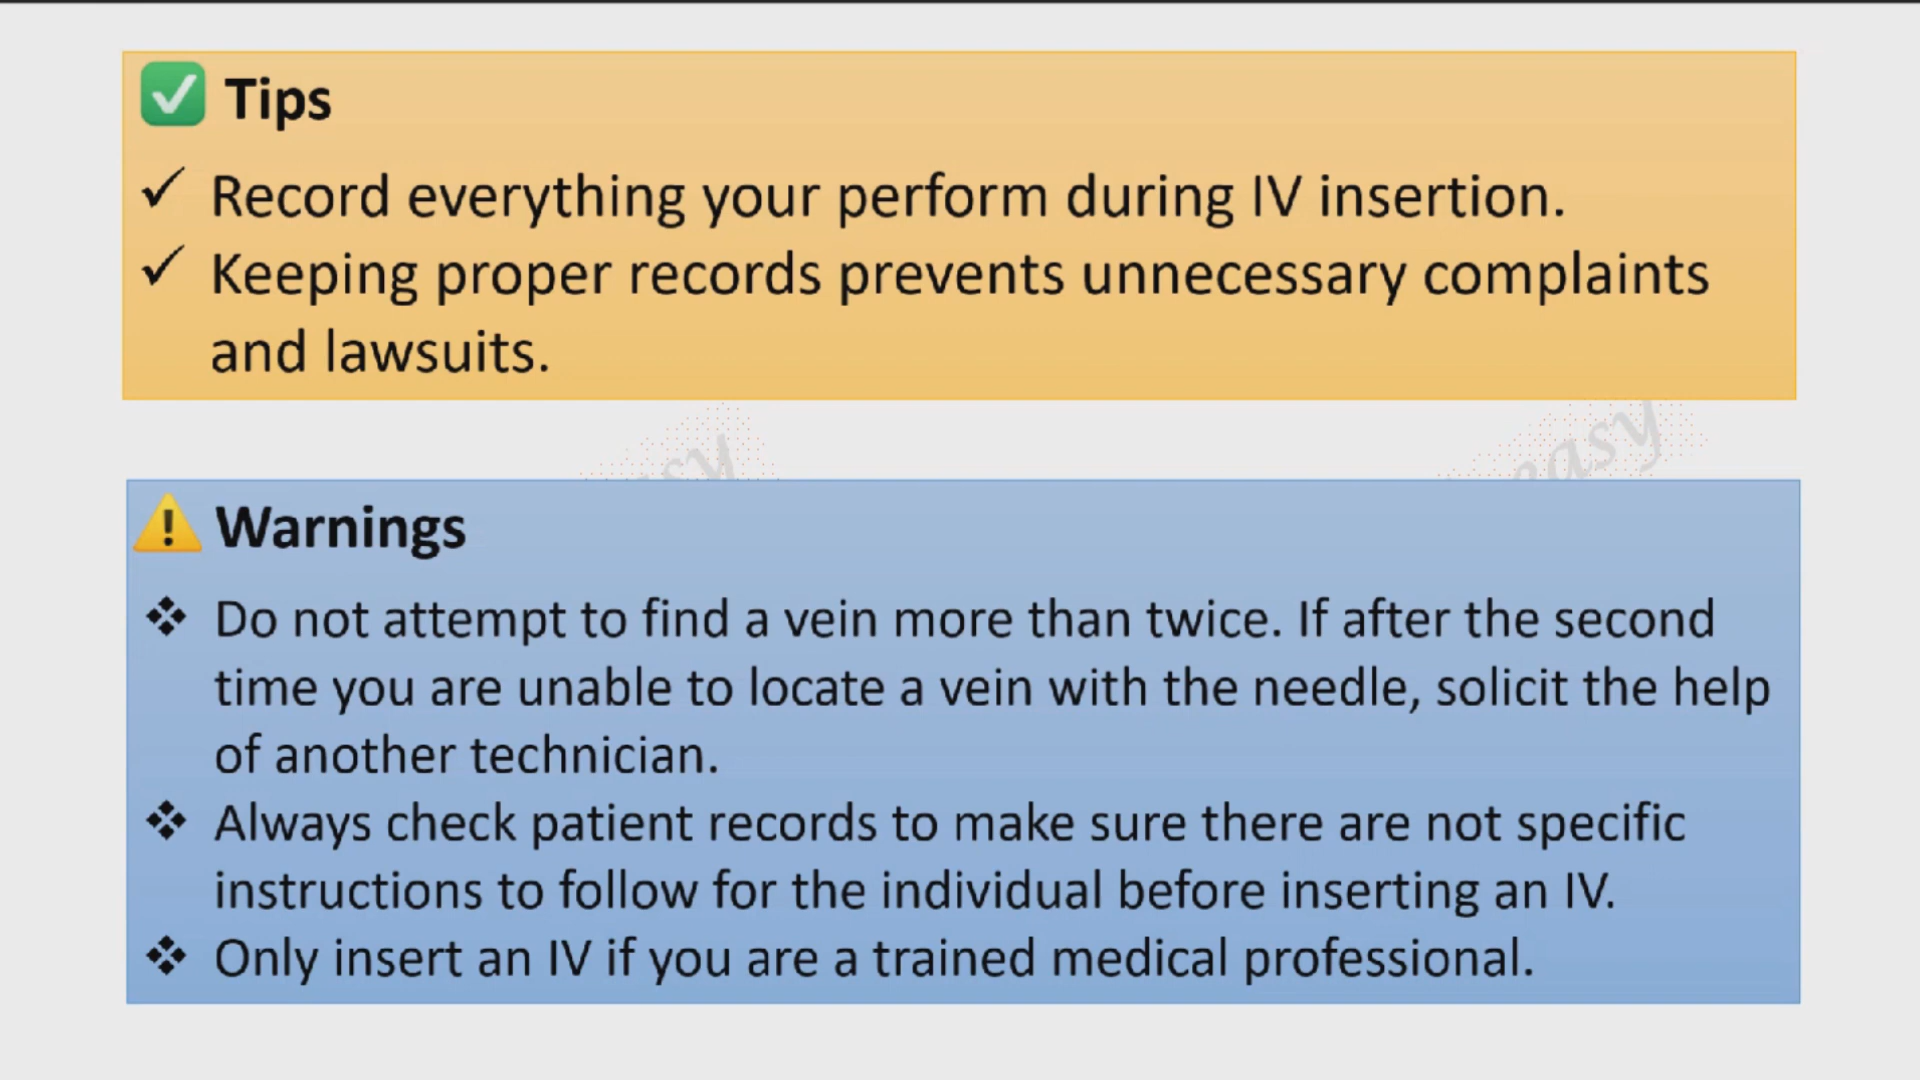 Tips
Record everything your perform during IV insertion.
Keeping proper records prevents unnecessary complaints
and lawsuits.
asy
Warnings
Do not attempt to find a vein more than twice. If after the second
time you are unable to locate a vein with the needle, solicit the help
of another technician.
Always check patient records to make sure there are not specific
instructions to follow for the individual before inserting an IV.
Only insert an IV if you are a trained medical professional.